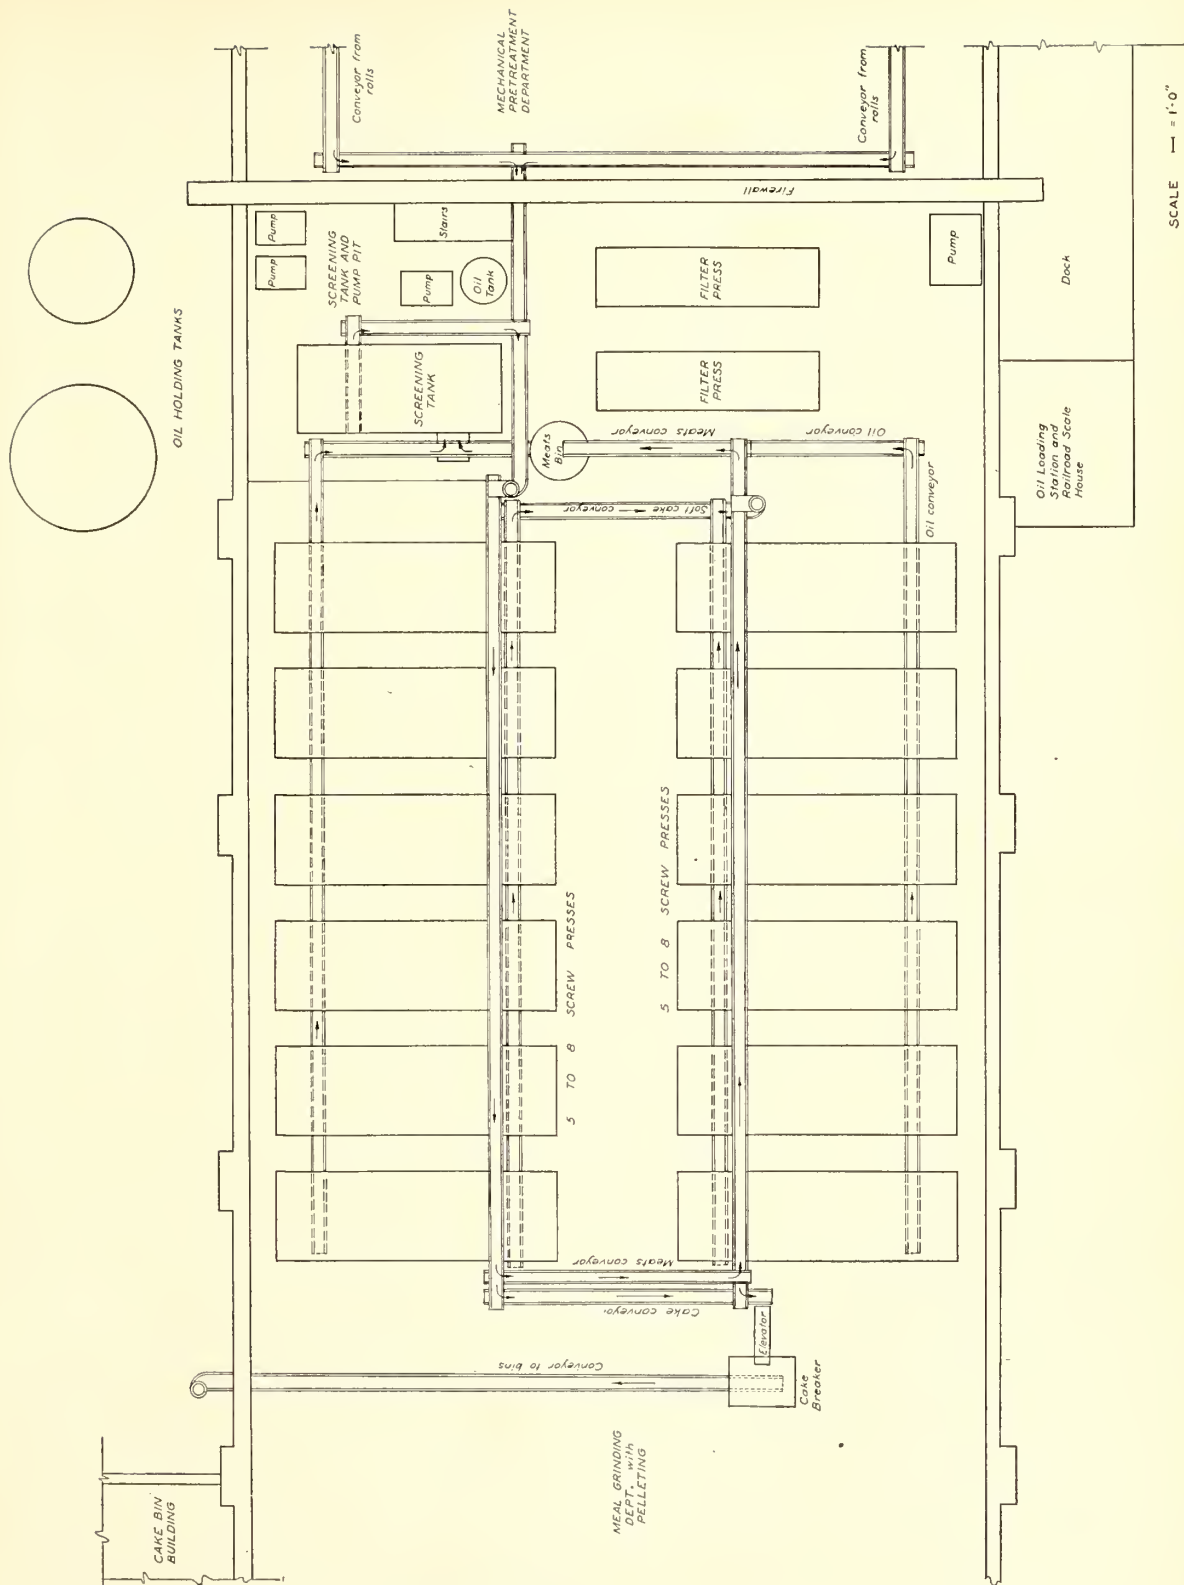 Conveyor from
rolls
MECHANICAL
PRETREATMENT
DEPARTMENT
Conveyor from
rolls
Firewall
SCALE = 1'-0"
OIL HOLDING TANKS
Pump
Pump
SCREENING
TANK AND
PUMP PIT
Stairs
Pump
Oil
Tank
FILTER
PRESS
Pump
Dock
SCREENING
TANK
FILTER
PRESS
Meats
Bin
Meats conveyor
Oil conveyor
Oil Loading
Station and
Railroad Scale
House
Soft cake
conveyor
Oil conveyor
5 TO 8 SCREW PRESSES
5 TO 8 SCREW PRESSES
Meats conveyor
Cake conveyo.
Elevator
Conveyor to bins
Cake
Breaker
CAKE BIN
BUILDING
MEAL GRINDING
DEPT. with
PELLETING